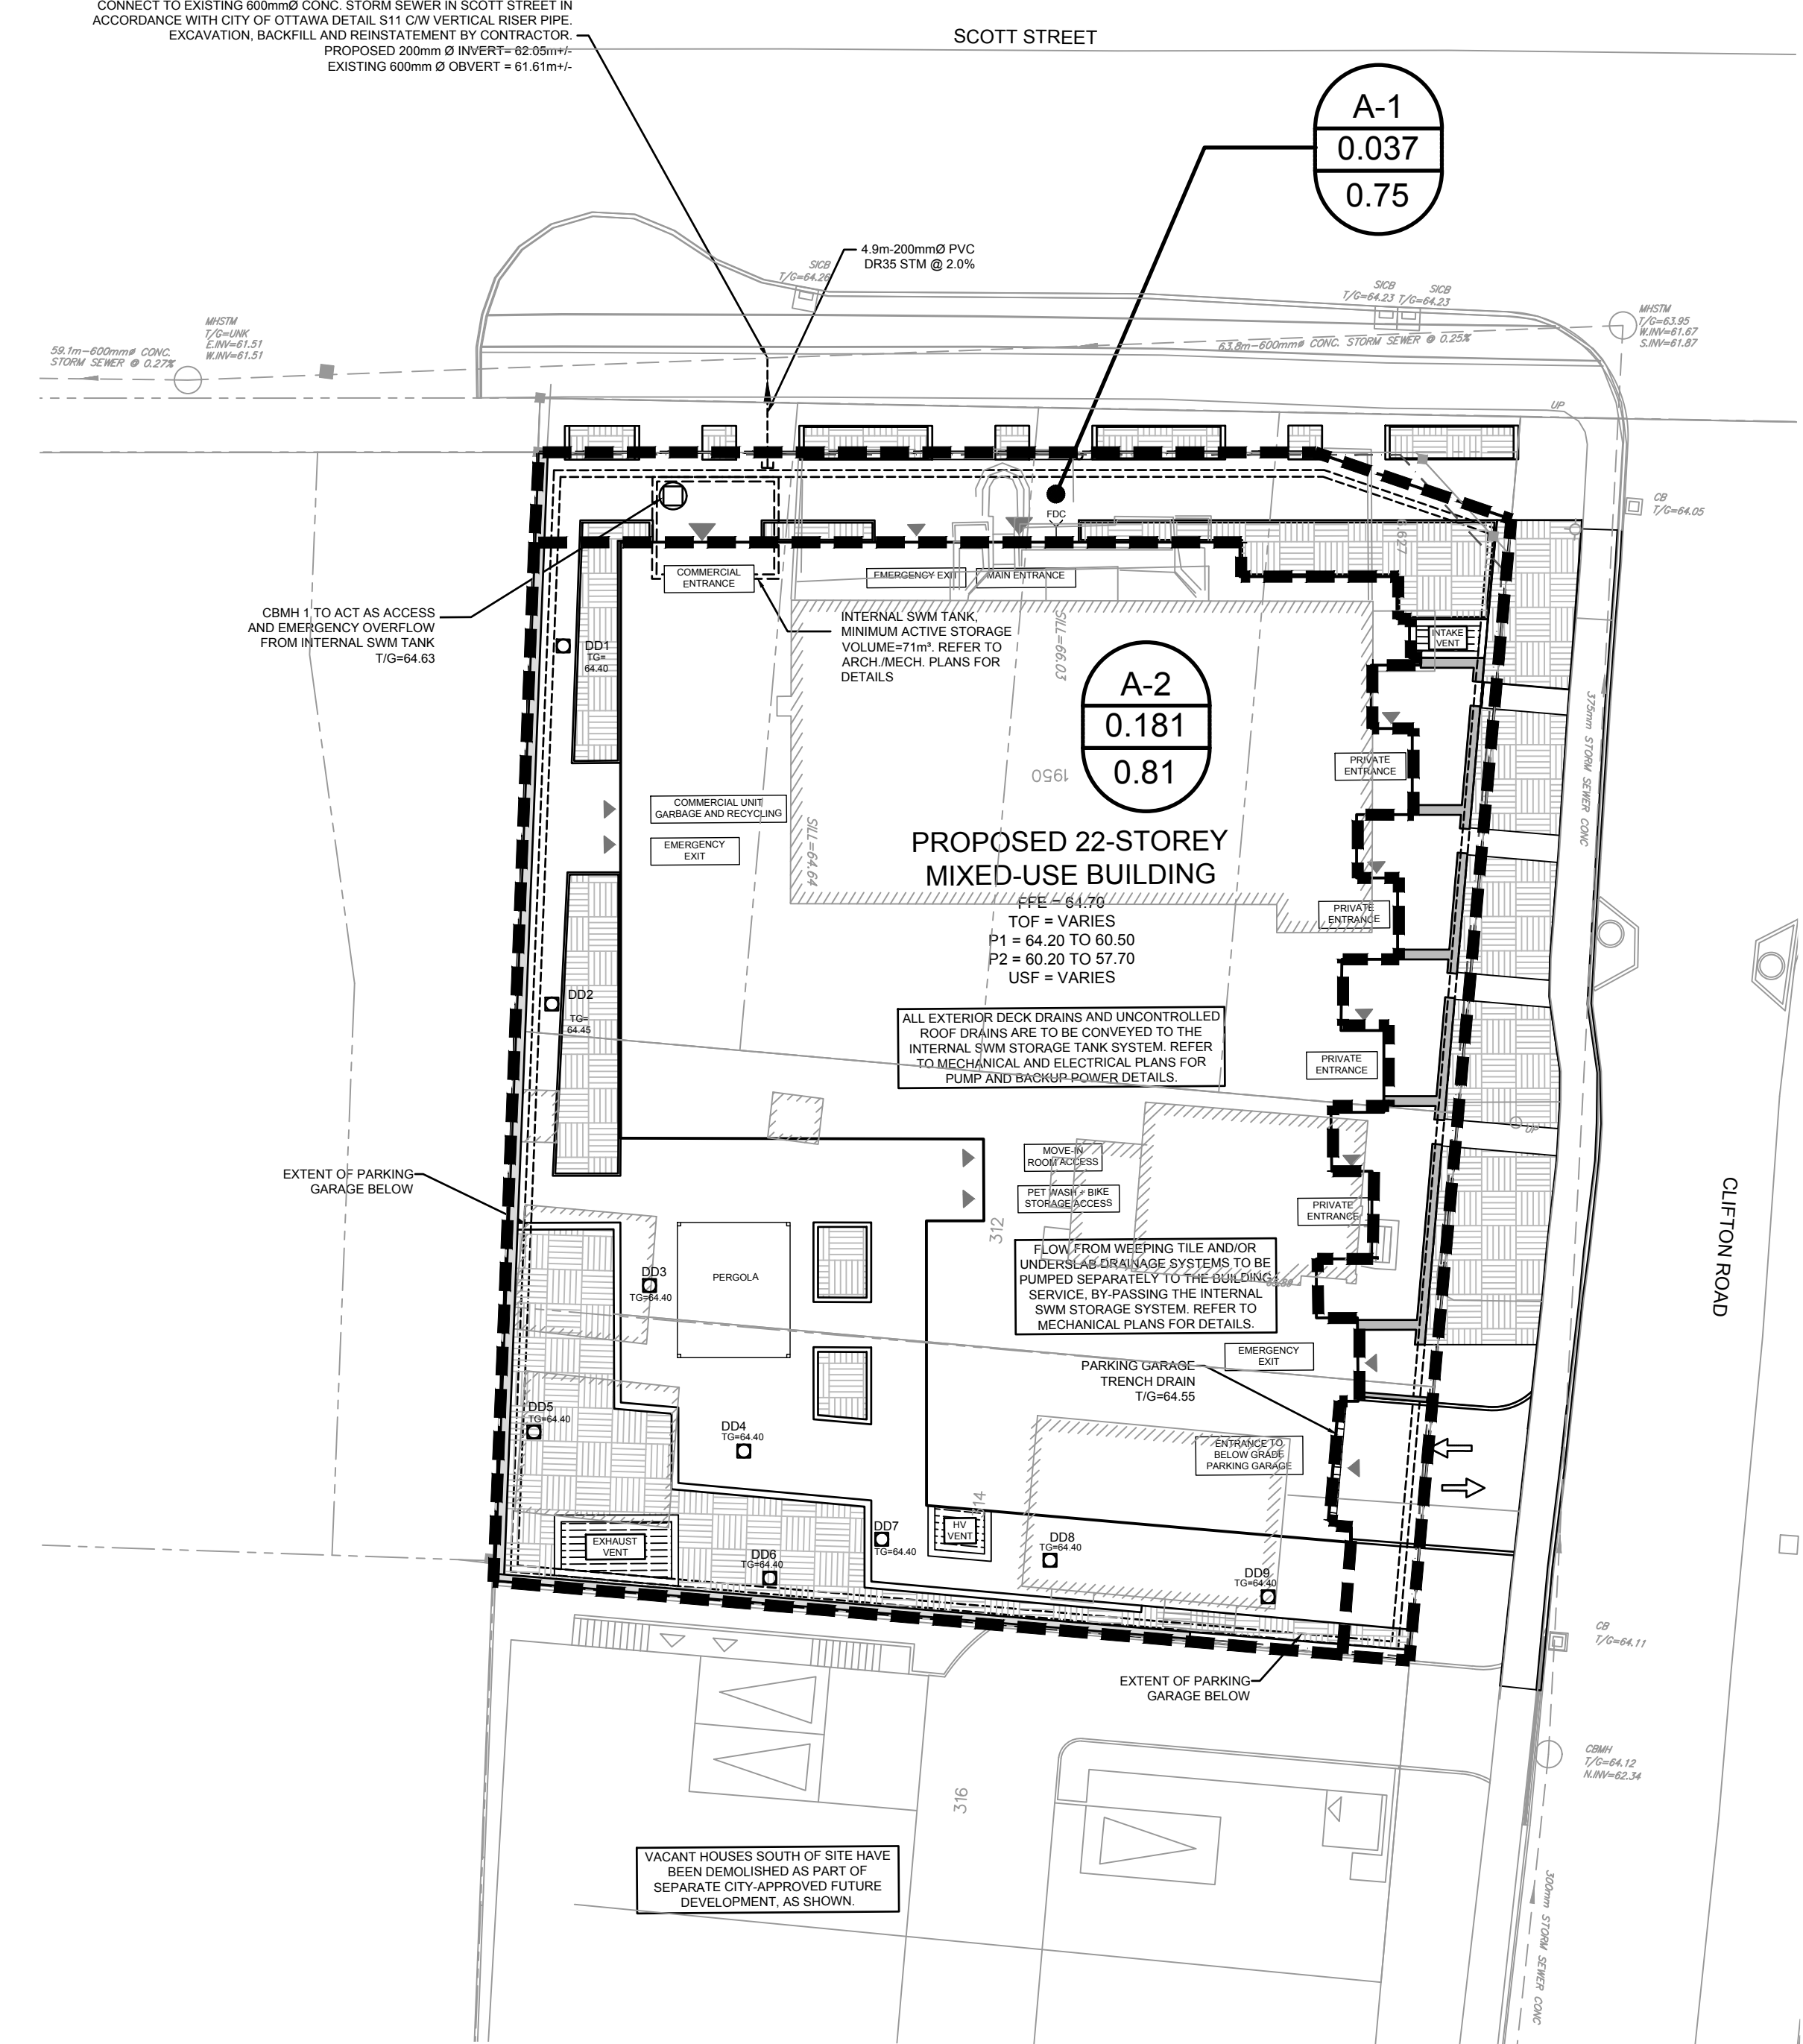 CONNECT TO EXISTING 600mmØ CONC. STORM SEWER IN SCOTT STREET IN
ACCORDANCE WITH CITY OF OTTAWA DETAIL S11 C/W VERTICAL RISER PIPE.
EXCAVATION, BACKFILL AND REINSTATEMENT BY CONTRACTOR.
PROPOSED 200mm Ø INVERT= 62.05m+/-
EXISTING 600mm Ø OBVERT = 61.61m+/-
SCOTT STREET
A-1
0.037
0.75
4.9m-200mmØ PVC
DR35 STM @ 2.0%
SICB
T/G=64.26
SICB
T/G=64.23
SICB
T/G=64.23
MHSTM
T/G=63.95
W.INV=61.67
S.INV=61.87
MHSTM
T/G=UNK
E.INV=61.51
W.INV=61.51
59.1m-600mmØ CONC.
STORM SEWER @ 0.27%
63.8m-600mmØ CONC. STORM SEWER @ 0.25%
UP
CB
T/G=64.05
FDC
1627
COMMERCIAL
ENTRANCE
EMERGENCY EXIT
MAIN ENTRANCE
CBMH 1 TO ACT AS ACCESS
AND EMERGENCY OVERFLOW
FROM INTERNAL SWM TANK
T/G=64.63
INTERNAL SWM TANK,
MINIMUM ACTIVE STORAGE
VOLUME=71m³. REFER TO
ARCH./MECH. PLANS FOR
DETAILS
SILL=66.03
INTAKE
VENT
DD1
TG=
64.40
A-2
0.181
0.81
1950
375mm STORM SEWER CONC
PRIVATE
ENTRANCE
COMMERCIAL UNIT
GARBAGE AND RECYCLING
EMERGENCY
EXIT
SILL=64.64
PROPOSED 22-STOREY
MIXED-USE BUILDING
FFE = 64.70
TOF = VARIES
P1 = 64.20 TO 60.50
P2 = 60.20 TO 57.70
USF = VARIES
PRIVATE
ENTRANCE
DD2
TG=
64.45
ALL EXTERIOR DECK DRAINS AND UNCONTROLLED
ROOF DRAINS ARE TO BE CONVEYED TO THE
INTERNAL SWM STORAGE TANK SYSTEM. REFER
TO MECHANICAL AND ELECTRICAL PLANS FOR
PUMP AND BACKUP POWER DETAILS.
PRIVATE
ENTRANCE
UP
EXTENT OF PARKING
GARAGE BELOW
MOVE-IN
ROOM ACCESS
PET WASH + BIKE
STORAGE ACCESS
312
PRIVATE
ENTRANCE
CLIFTON ROAD
FLOW FROM WEEPING TILE AND/OR
UNDERSLAB DRAINAGE SYSTEMS TO BE
PUMPED SEPARATELY TO THE BUILDING
SERVICE, BY-PASSING THE INTERNAL
SWM STORAGE SYSTEM. REFER TO
MECHANICAL PLANS FOR DETAILS.
DD3
TG=64.40
PERGOLA
EMERGENCY
EXIT
PARKING GARAGE
TRENCH DRAIN
T/G=64.55
DD5
TG=64.40
DD4
TG=64.40
ENTRANCE TO
BELOW GRADE
PARKING GARAGE
EXHAUST
VENT
DD6
TG=64.40
DD7
TG=64.40
HV
VENT
DD8
TG=64.40
DD9
TG=64.40
CB
T/G=64.11
EXTENT OF PARKING
GARAGE BELOW
CBMH
T/G=64.12
N.INV=62.34
316
VACANT HOUSES SOUTH OF SITE HAVE
BEEN DEMOLISHED AS PART OF
SEPARATE CITY-APPROVED FUTURE
DEVELOPMENT, AS SHOWN.
300mm STORM SEWER CONC